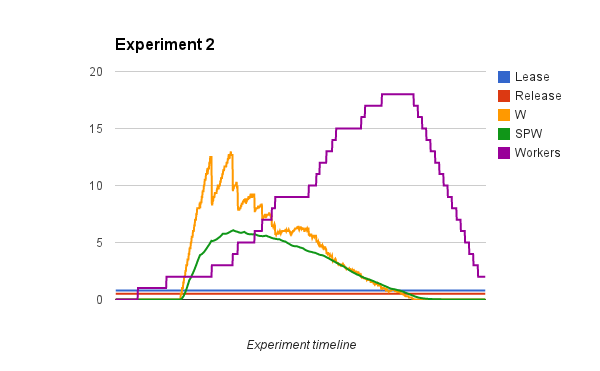 Experiment 2
20
15
10
5
0
Lease
Release
W
SPW
Workers
Experiment timeline